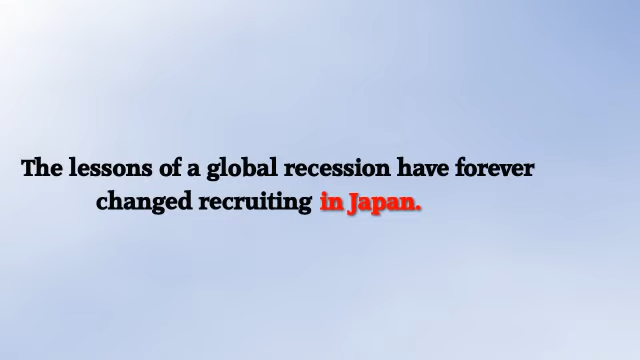 The lessons of a global recession have forever
changed recruiting in Japan.